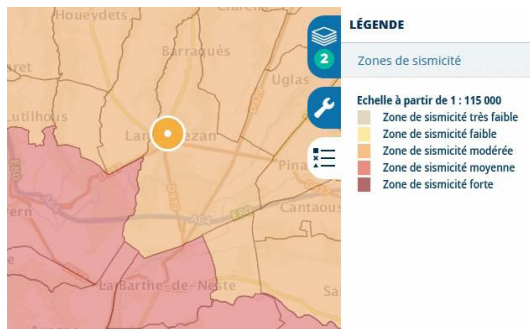 Houeydets
Barraqués
Uglas
Lutilhous
Cantaous
A64
E80
La Barthe-de-Neste
2
LÉGENDE
Zones de sismicité
Echelle à partir de 1 : 115 000
Zone de sismicité très faible
Zone de sismicité faible
Zone de sismicité modérée
Zone de sismicité moyenne
Zone de sismicité forte